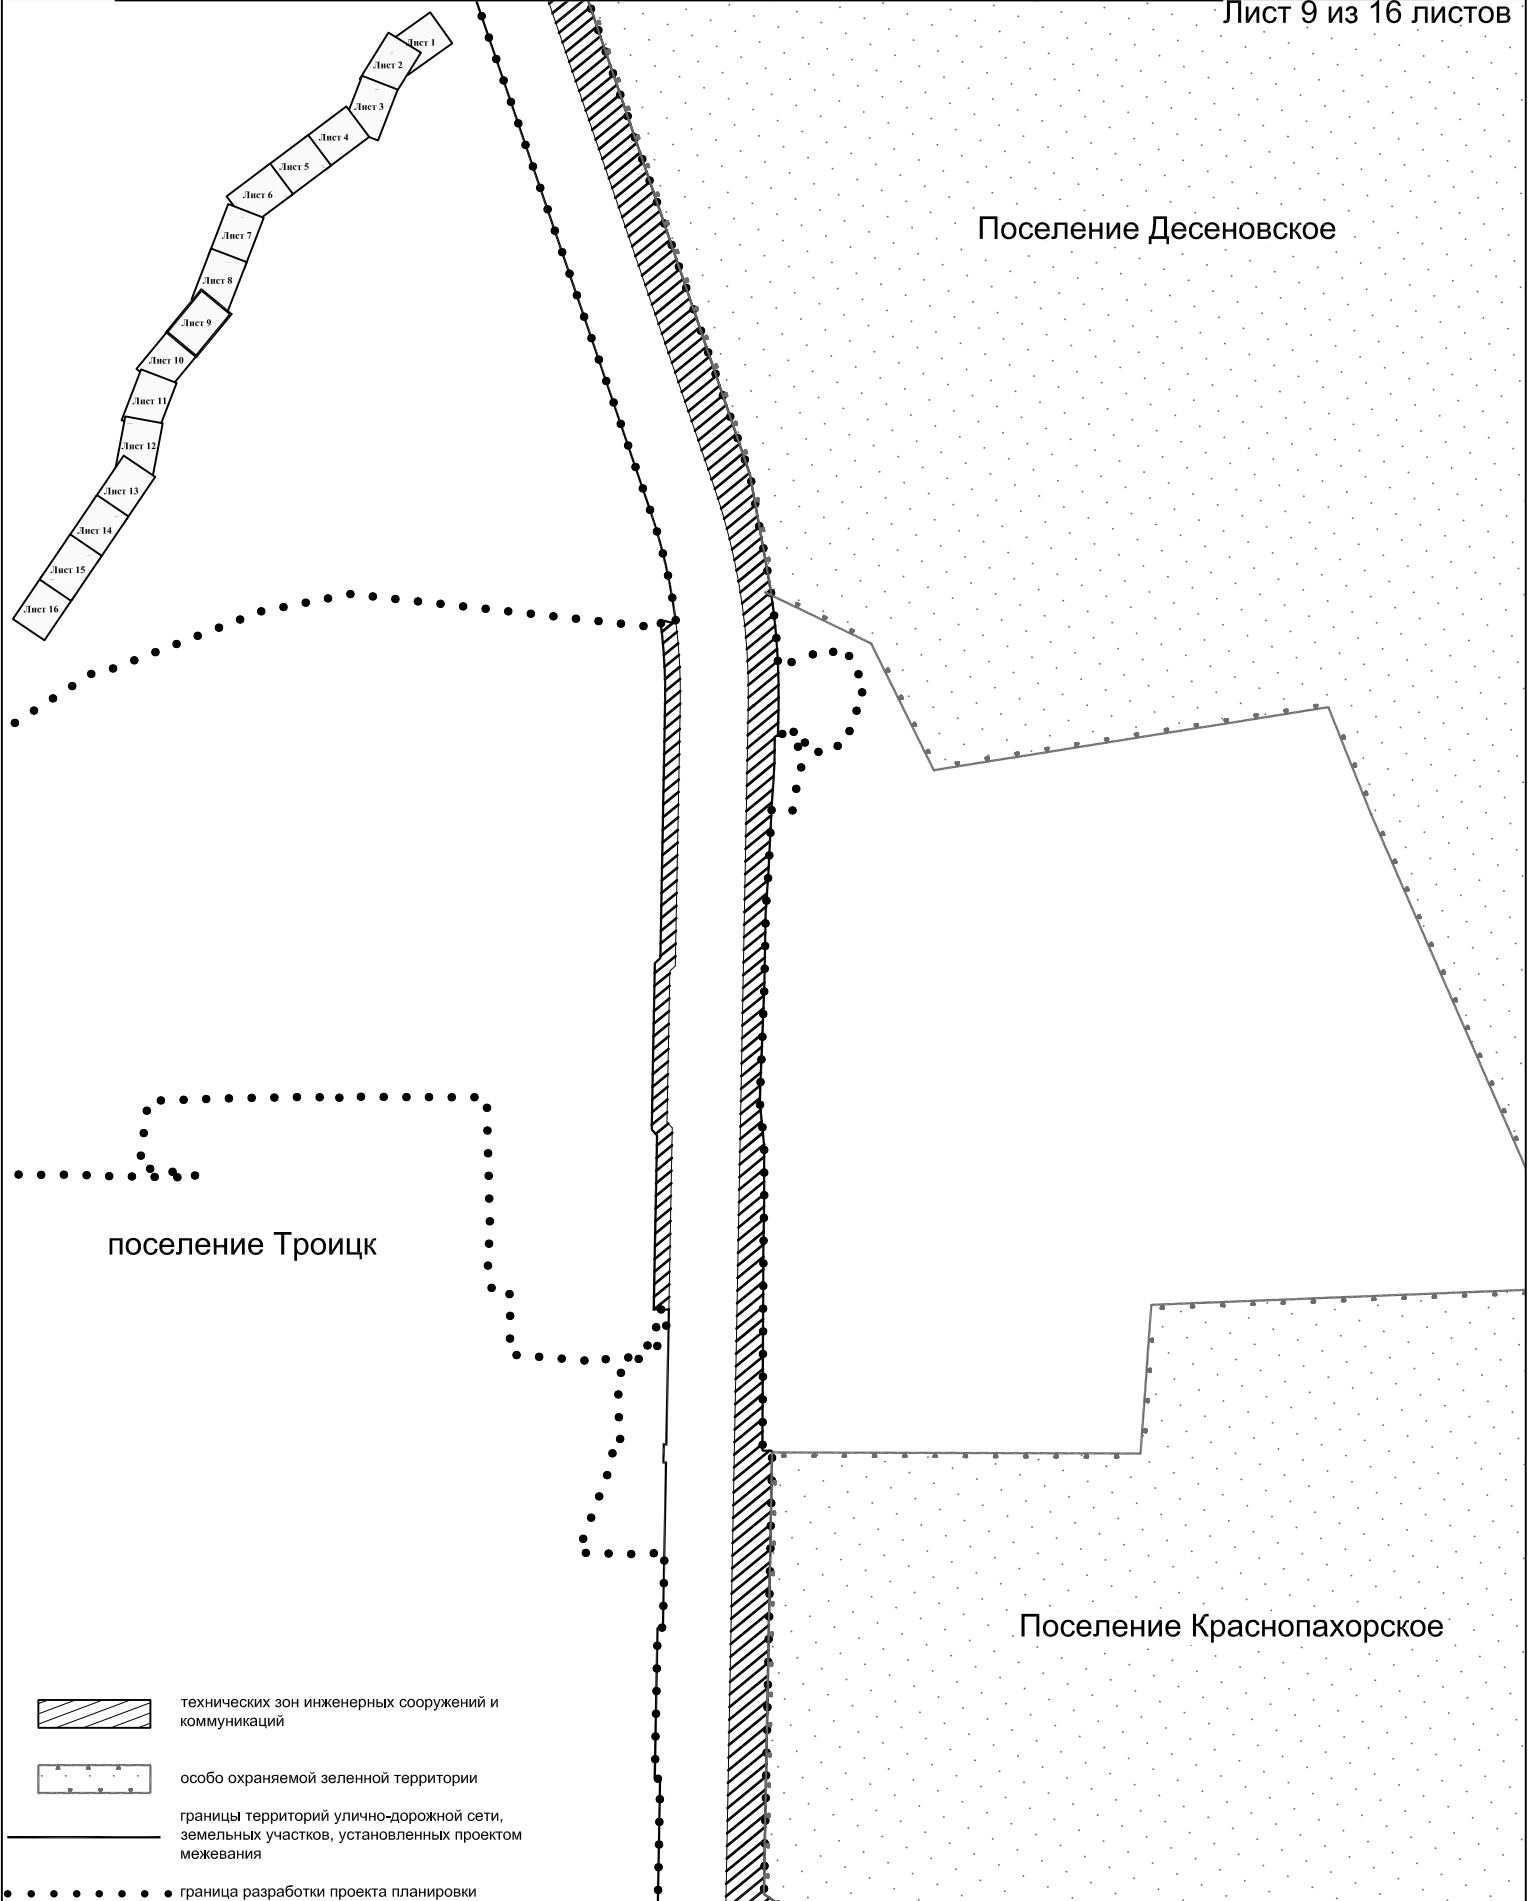 Лист 9 из 16 листов
Лист 1
Лист 2
Лист 3
Лист 4
Лист 5
Лист 6
Лист 7
Лист 8
Лист 9
Лист 10
Лист 11
Лист 12
Лист 13
Лист 14
Лист 15
Лист 16
Поселение Десеновское
поселение Троицк
Поселение Краснопахорское
технических зон инженерных сооружений и
коммуникаций
особо охраняемой зеленной территории
границы территорий улично-дорожной сети,
земельных участков, установленных проектом
межевания
граница разработки проекта планировки